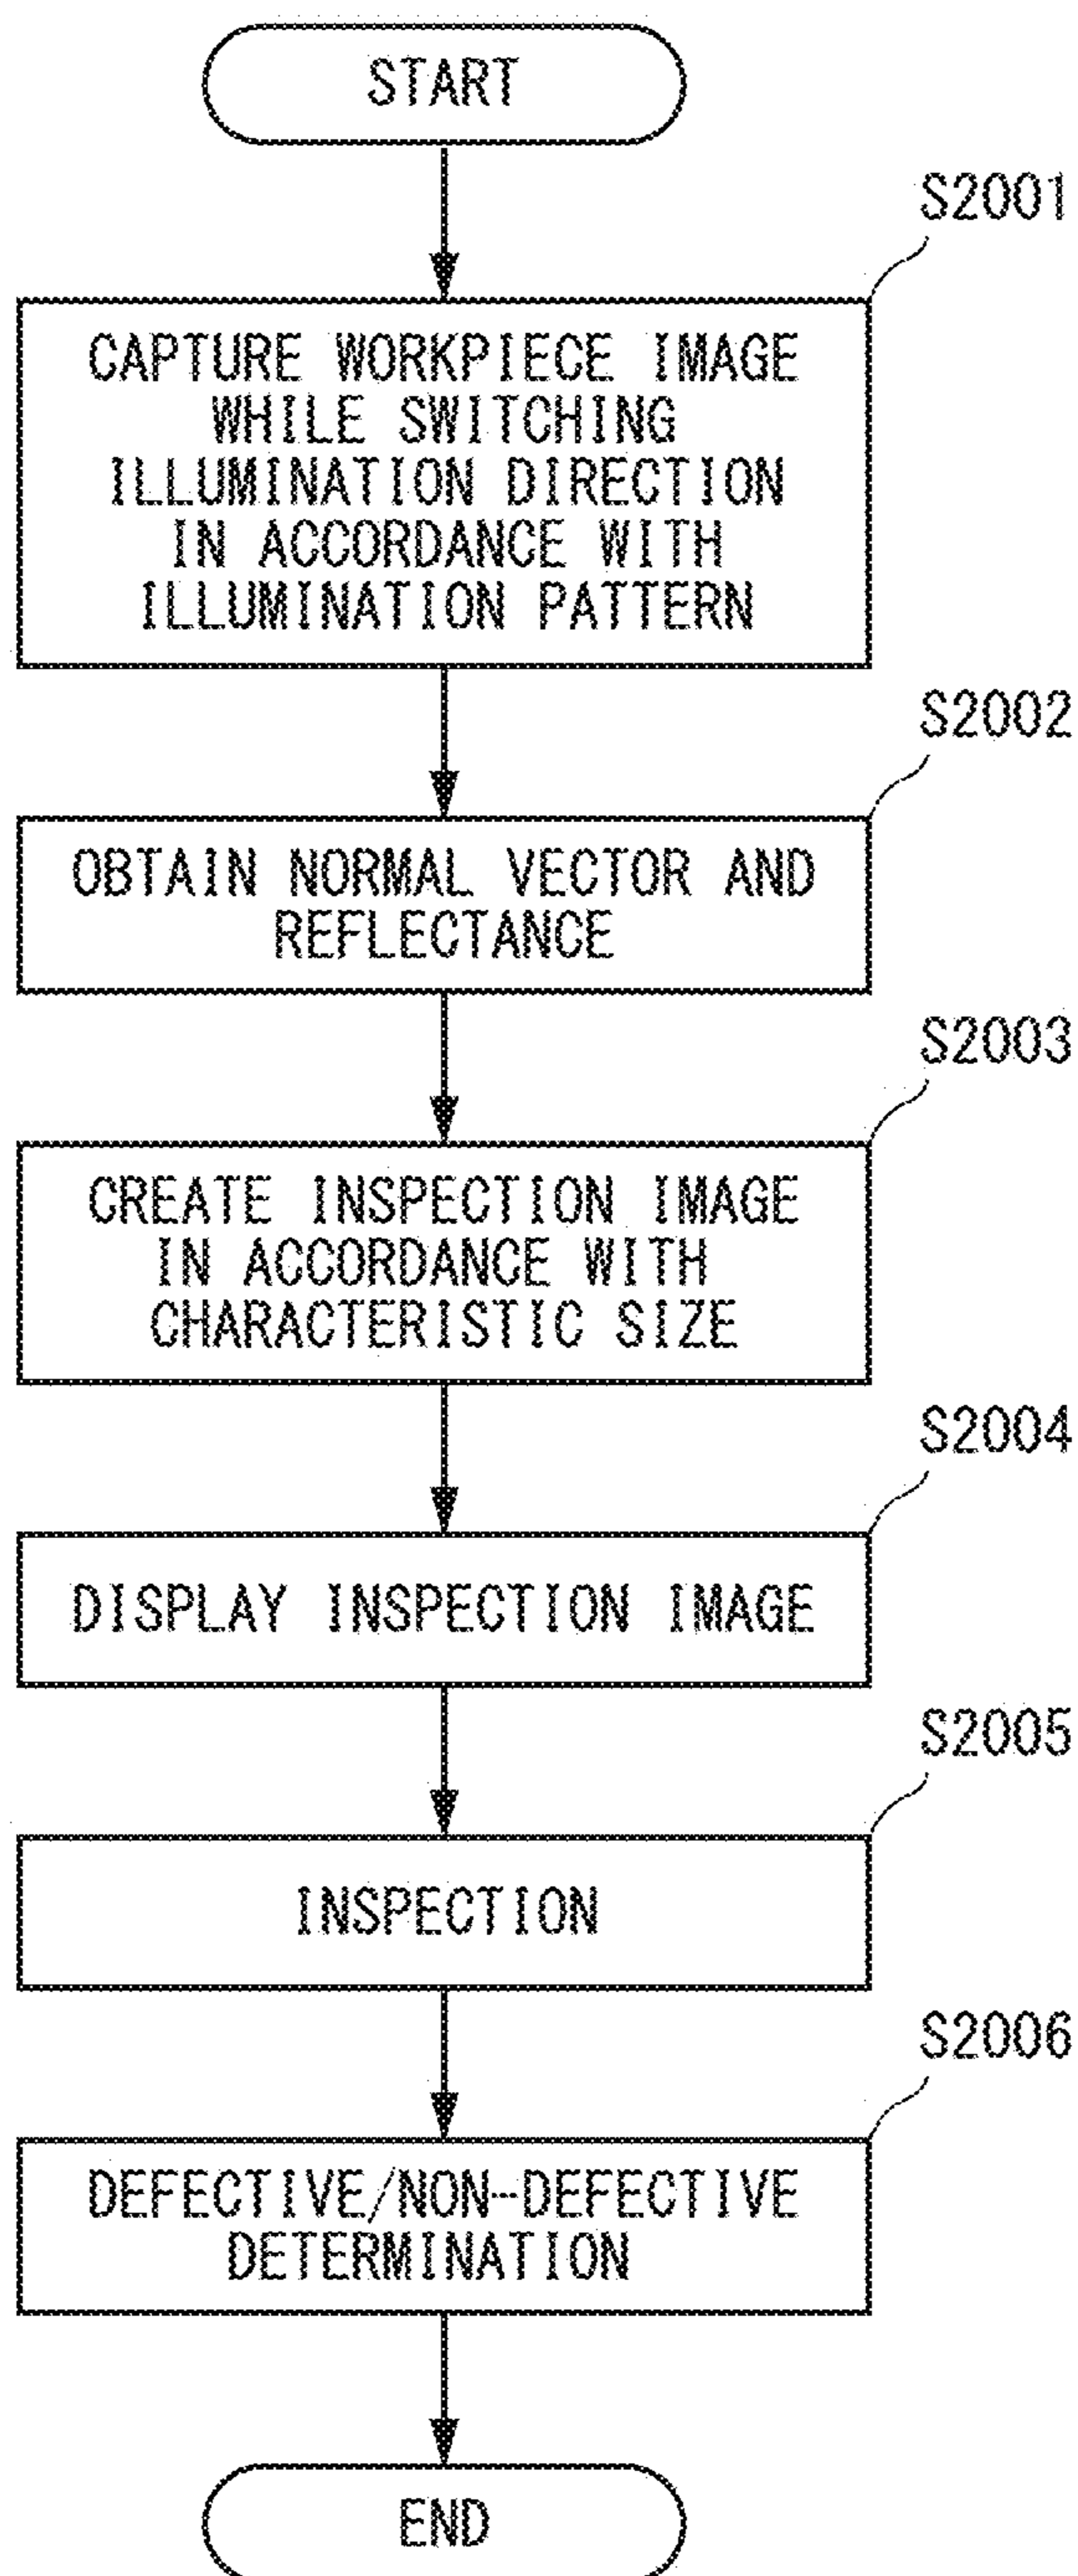 START
S2001
CAPTURE WORKPIECE IMAGE
WHILE SWITCHING
ILLUMINATION DIRECTION
IN ACCORDANCE WITH
ILLUMINATION PATTERN
S2002
OBTAIN NORMAL VECTOR AND
REFLECTANCE
S2003
CREATE INSPECTION IMAGE
IN ACCORDANCE WITH
CHARACTERISTIC SIZE
S2004
DISPLAY INSPECTION IMAGE
S2005
INSPECTION
S2006
DEFECTIVE/NON-DEFECTIVE
DETERMINATION
END